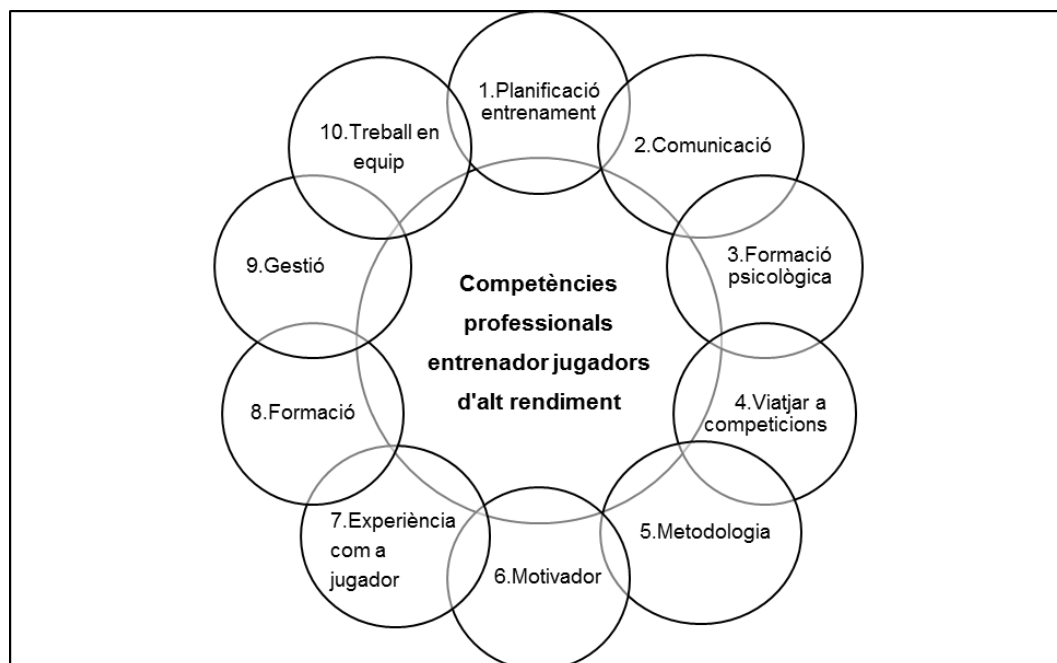 1.Planificació
entrenament
2.Comunicació
3.Formació
psicològica
4.Viatjar a
competicions
5.Metodologia
6.Motivador
7.Experiència
com a
jugador
8.Formació
9.Gestió
10.Treball en
equip
Competències
professionals
entrenador jugadors
d'alt rendiment